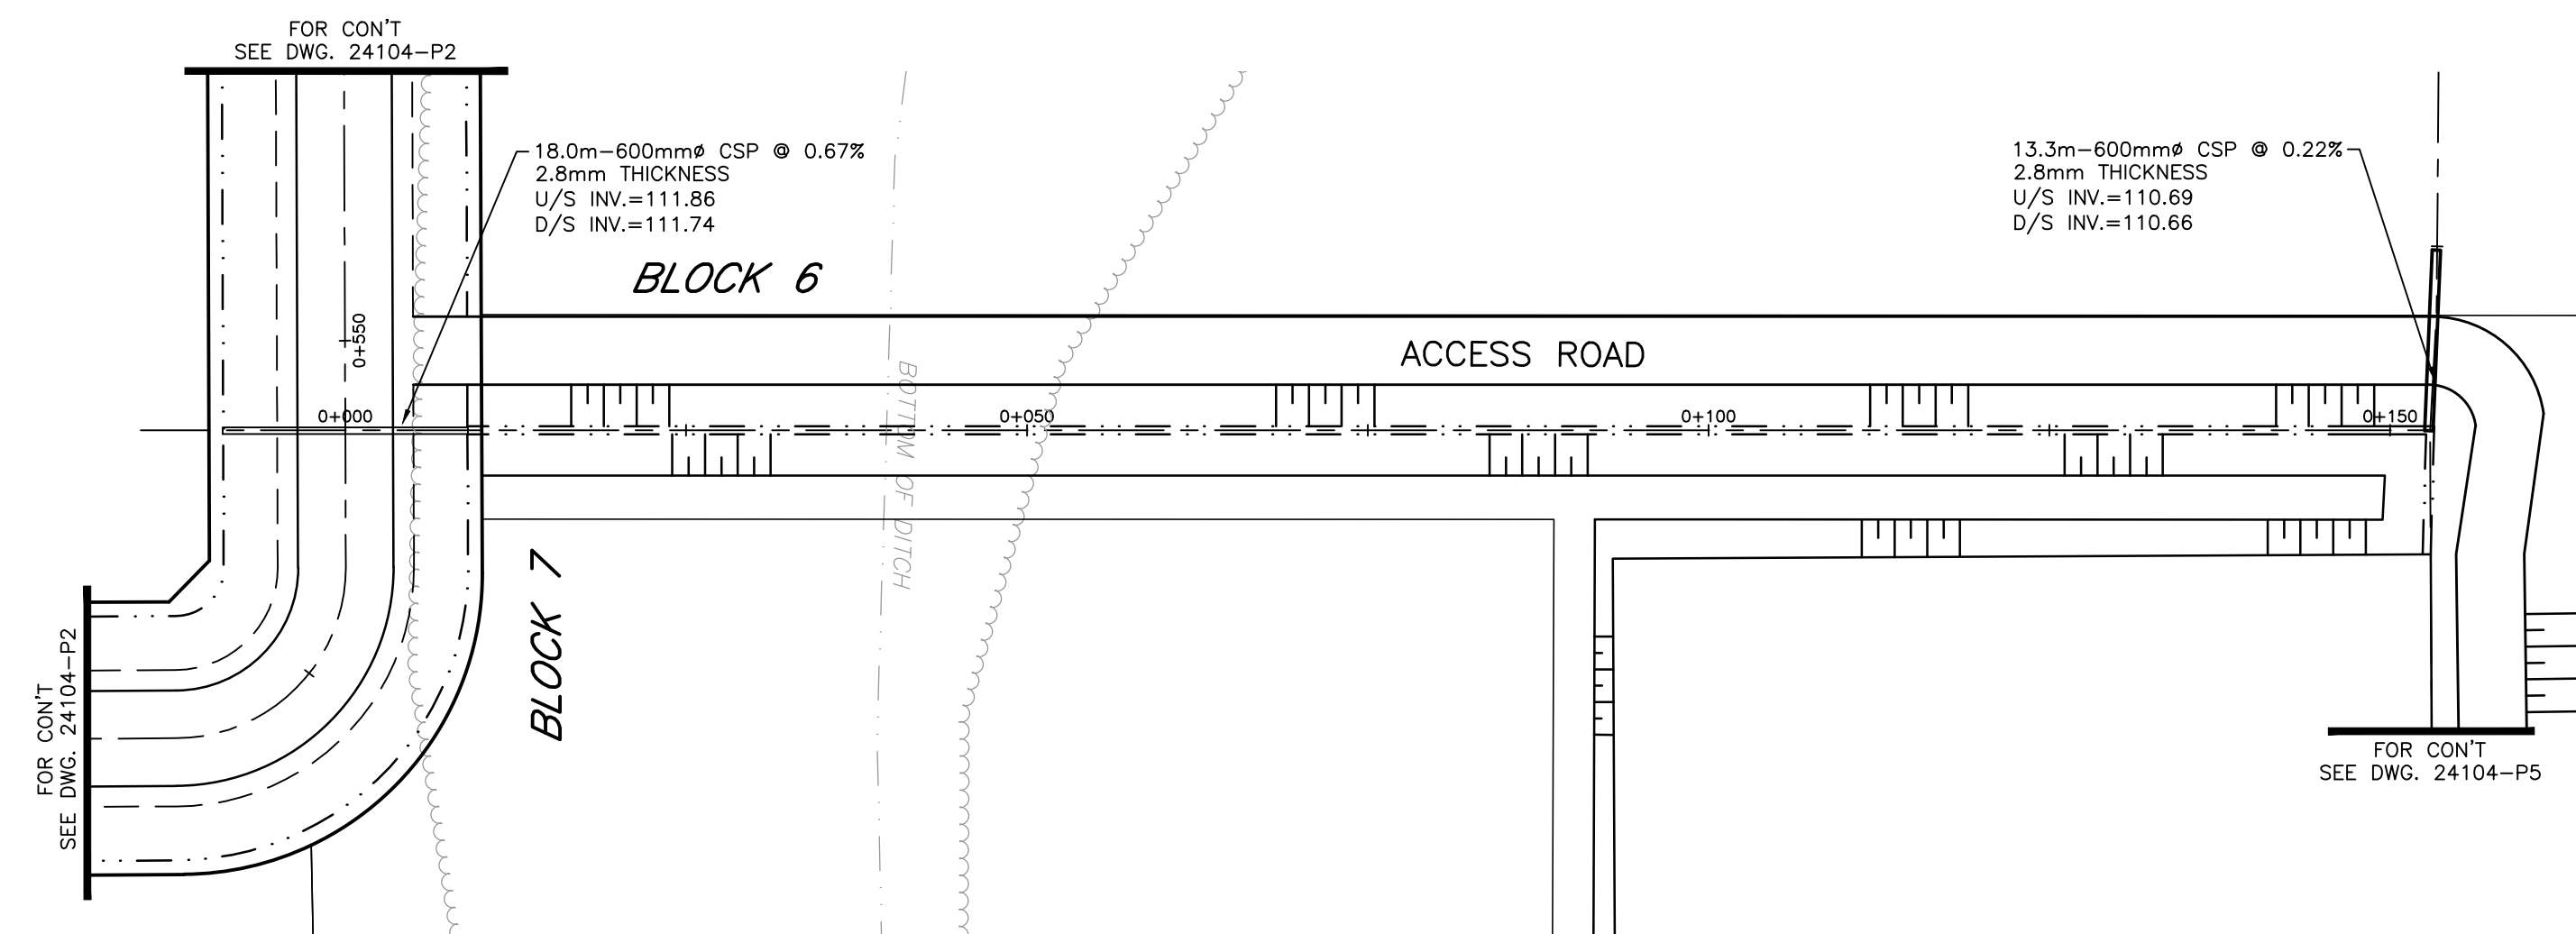 FOR CON'T
SEE DWG. 24104-P2
18.0m-600mmø CSP @ 0.67%
2.8mm THICKNESS
U/S INV.=111.86
D/S INV.=111.74
13.3m-600mmø CSP @ 0.22%
2.8mm THICKNESS
U/S INV.=110.69
D/S INV.=110.66
BLOCK 6
0+550
ACCESS ROAD
0+000
0+050
0+100
0+150
BOTTOM OF DITCH
BLOCK 7
FOR CON'T
SEE DWG. 24104-P2
FOR CON'T
SEE DWG. 24104-P5